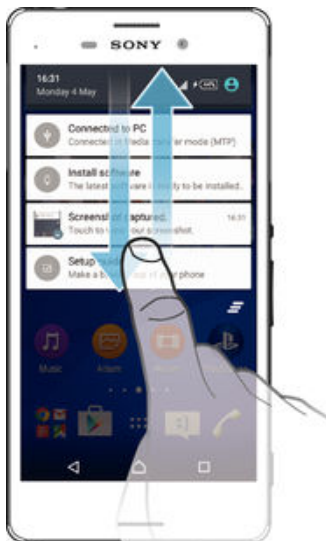 SONY
16:31
Monday 4 May
Connected to PC
Connected in Media transfer mode (MTP)
Install software
The latest software is ready to be installed.
Screenshot captured. 16:31
Touch to view your screenshot.
Setup guide
Make a of your phone
Music Album